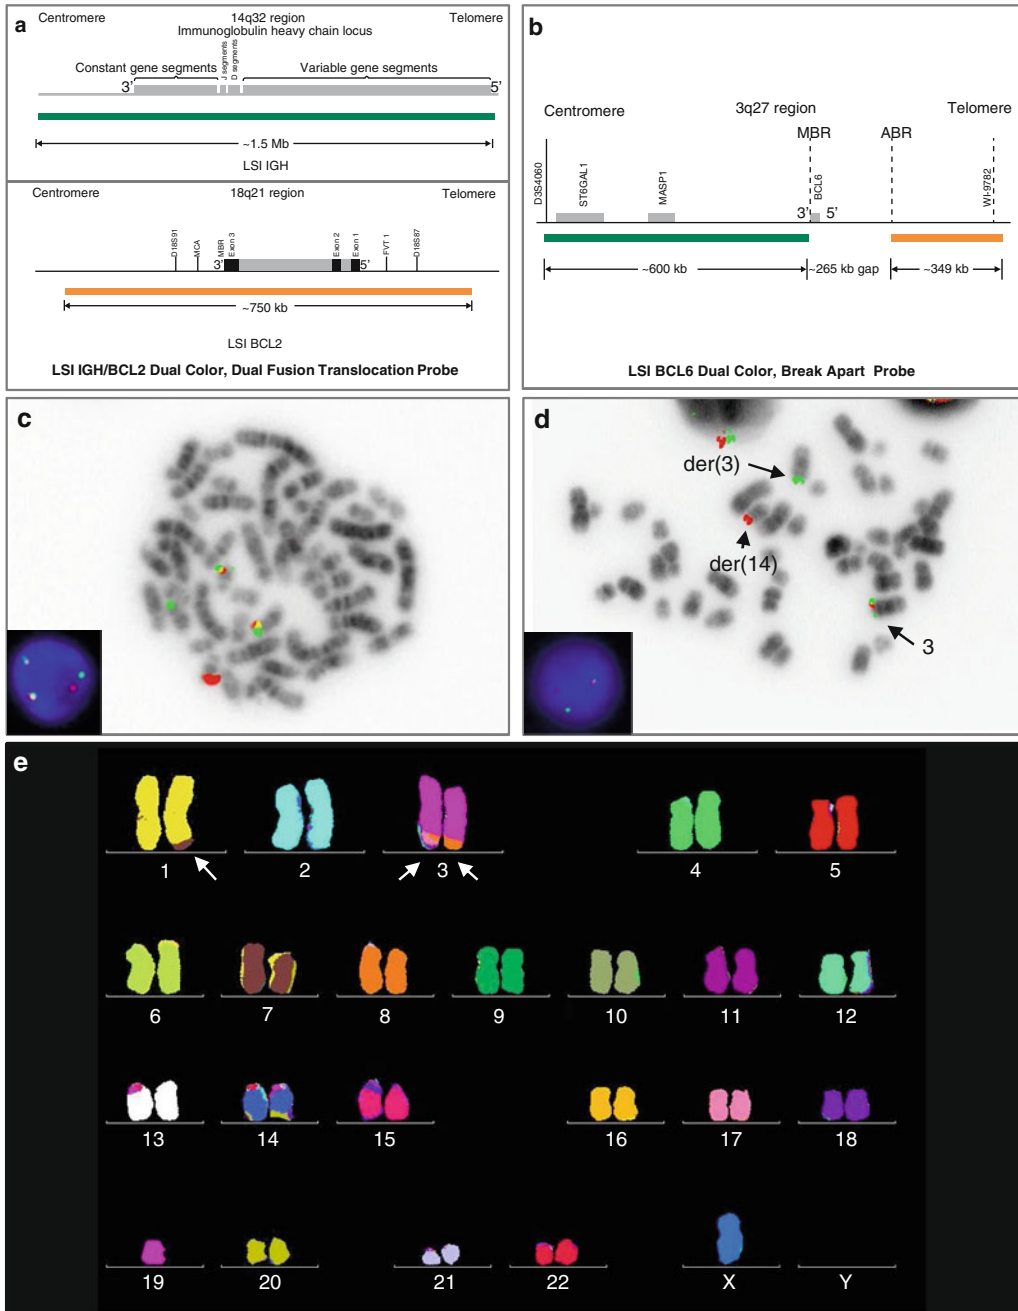 a
Centromere 14q32 region Telomere
Immunoglobulin heavy chain locus
J segments
D segments
Constant gene segments Variable gene segments
3' 5'
~1.5 Mb
LSI IGH
Centromere 18q21 region Telomere
D18S91
MCA
MBR
Exon 3
Exon 2
Exon 1
FVT 1
D18S87
3' 5'
~750 kb
LSI BCL2
LSI IGH/BCL2 Dual Color, Dual Fusion Translocation Probe
b
Centromere 3q27 region Telomere
MBR ABR
D3S4060
ST6GAL1
MASP1
BCL6
WI-9782
3' 5'
~600 kb ~265 kb gap ~349 kb
LSI BCL6 Dual Color, Break Apart Probe
c
d
der(3)
der(14)
3
e
1 2 3 4 5
6 7 8 9 10 11 12
13 14 15 16 17 18
19 20 21 22 X Y